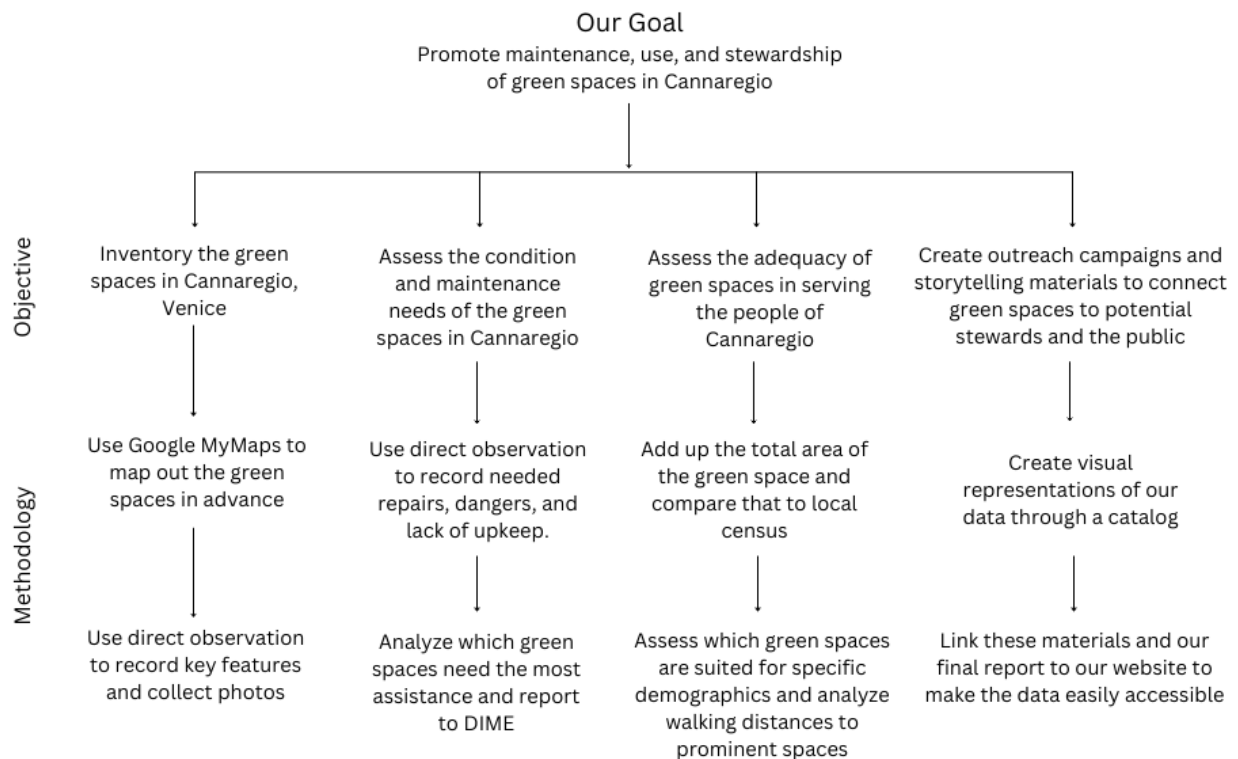 Our Goal
Promote maintenance, use, and stewardship
of green spaces in Cannaregio
Objective
Inventory the green
spaces in Cannaregio,
Venice
Assess the condition
and maintenance
needs of the green
spaces in Cannaregio
Assess the adequacy of
green spaces in serving
the people of
Cannaregio
Create outreach campaigns and
storytelling materials to connect
green spaces to potential
stewards and the public
Methodology
Use Google MyMaps to
map out the green
spaces in advance
Use direct observation
to record needed
repairs, dangers, and
lack of upkeep.
Add up the total area of
the green space and
compare that to local
census
Create visual
representations of our
data through a catalog
Use direct observation
to record key features
and collect photos
Analyze which green
spaces need the most
assistance and report
to DIME
Assess which green spaces
are suited for specific
demographics and analyze
walking distances to
prominent spaces
Link these materials and our
final report to our website to
make the data easily accessible